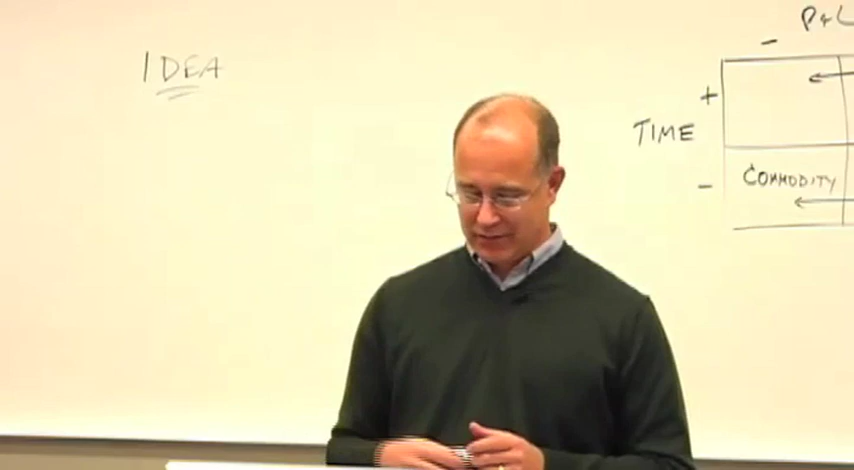 IDEA
P+L
-
+
TIME
-
COMMODITY